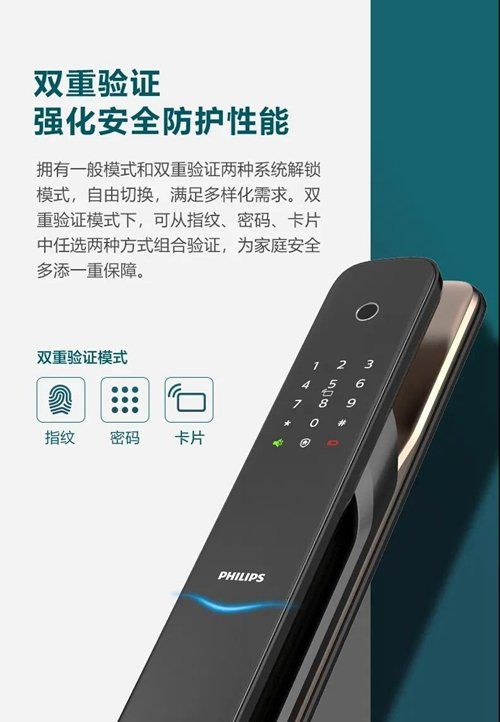 双重验证
强化安全防护性能
拥有一般模式和双重验证两种系统解锁
模式，自由切换，满足多样化需求。双
重验证模式下，可从指纹、密码、卡片
中任选两种方式组合验证，为家庭安全
多添一重保障。
双重验证模式
指纹 密码 卡片
1 2 3
4 5 6
7 8 9
* 0 #
PHILIPS